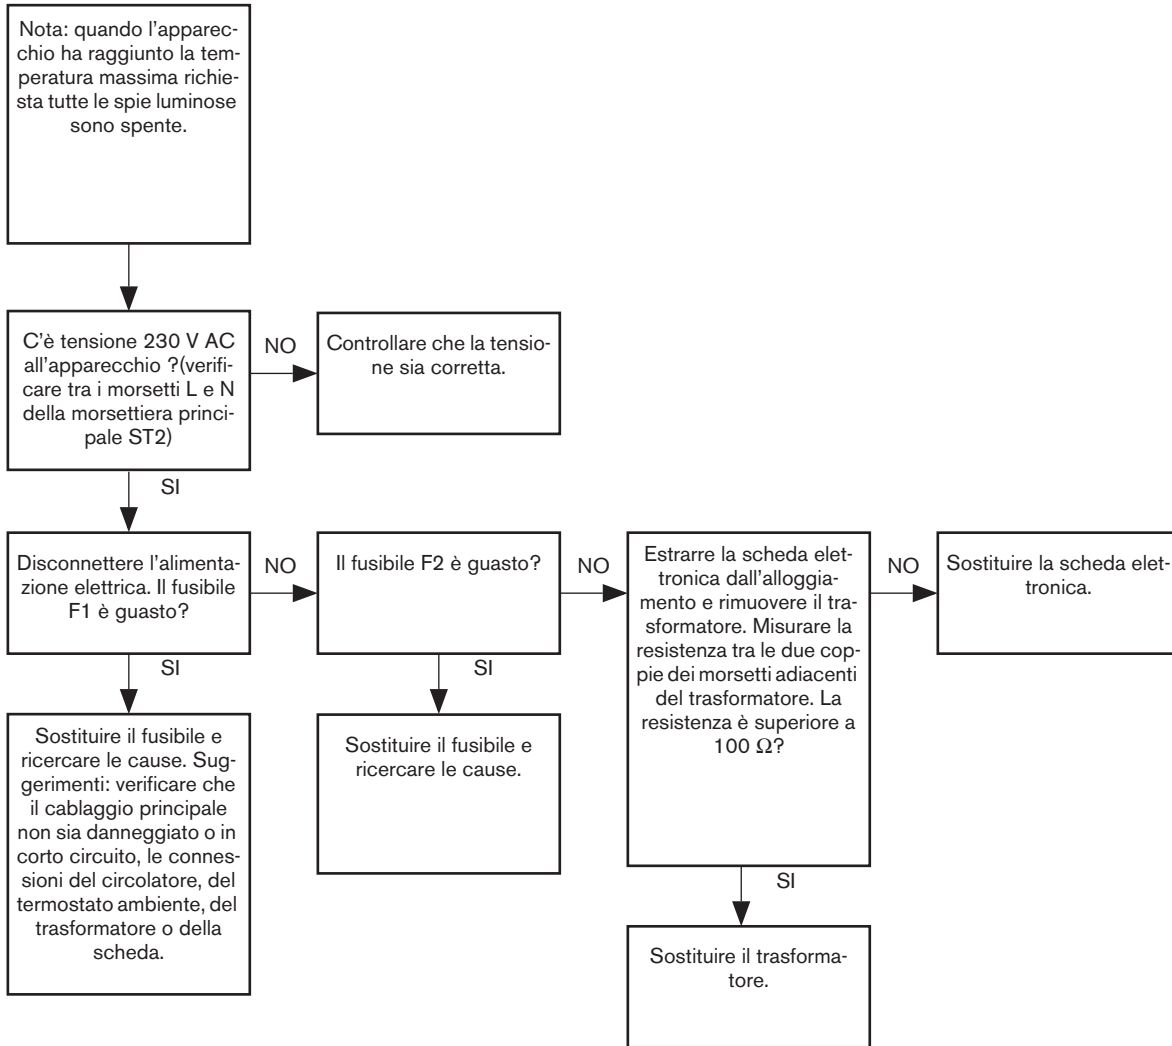 Nota: quando l'apparec-
chio ha raggiunto la tem-
peratura massima richie-
sta tutte le spie luminose
sono spente.
C'è tensione 230 V AC
all'apparecchio ?(verifi-
care tra i morsetti L e N
della morsettiera princi-
pale ST2)
NO
Controllare che la tensio-
ne sia corretta.
SI
Disconnettere l'alimenta-
zione elettrica. Il fusibile
F1 è guasto?
NO
Il fusibile F2 è guasto?
NO
Estrarre la scheda elet-
tronica dall'alloggia-
mento e rimuovere il tra-
sformatore. Misurare la
resistenza tra le due cop-
pie dei morsetti adiacenti
del trasformatore. La
resistenza è superiore a
100 Ω?
NO
Sostituire la scheda elet-
tronica.
SI
Sostituire il fusibile e
ricercare le cause. Sug-
gerimenti: verificare che
il cablaggio principale
non sia danneggiato o in
corto circuito, le connes-
sioni del circolatore, del
termostato ambiente, del
trasformatore o della
scheda.
SI
Sostituire il fusibile e
ricercare le cause.
SI
Sostituire il trasforma-
tore.